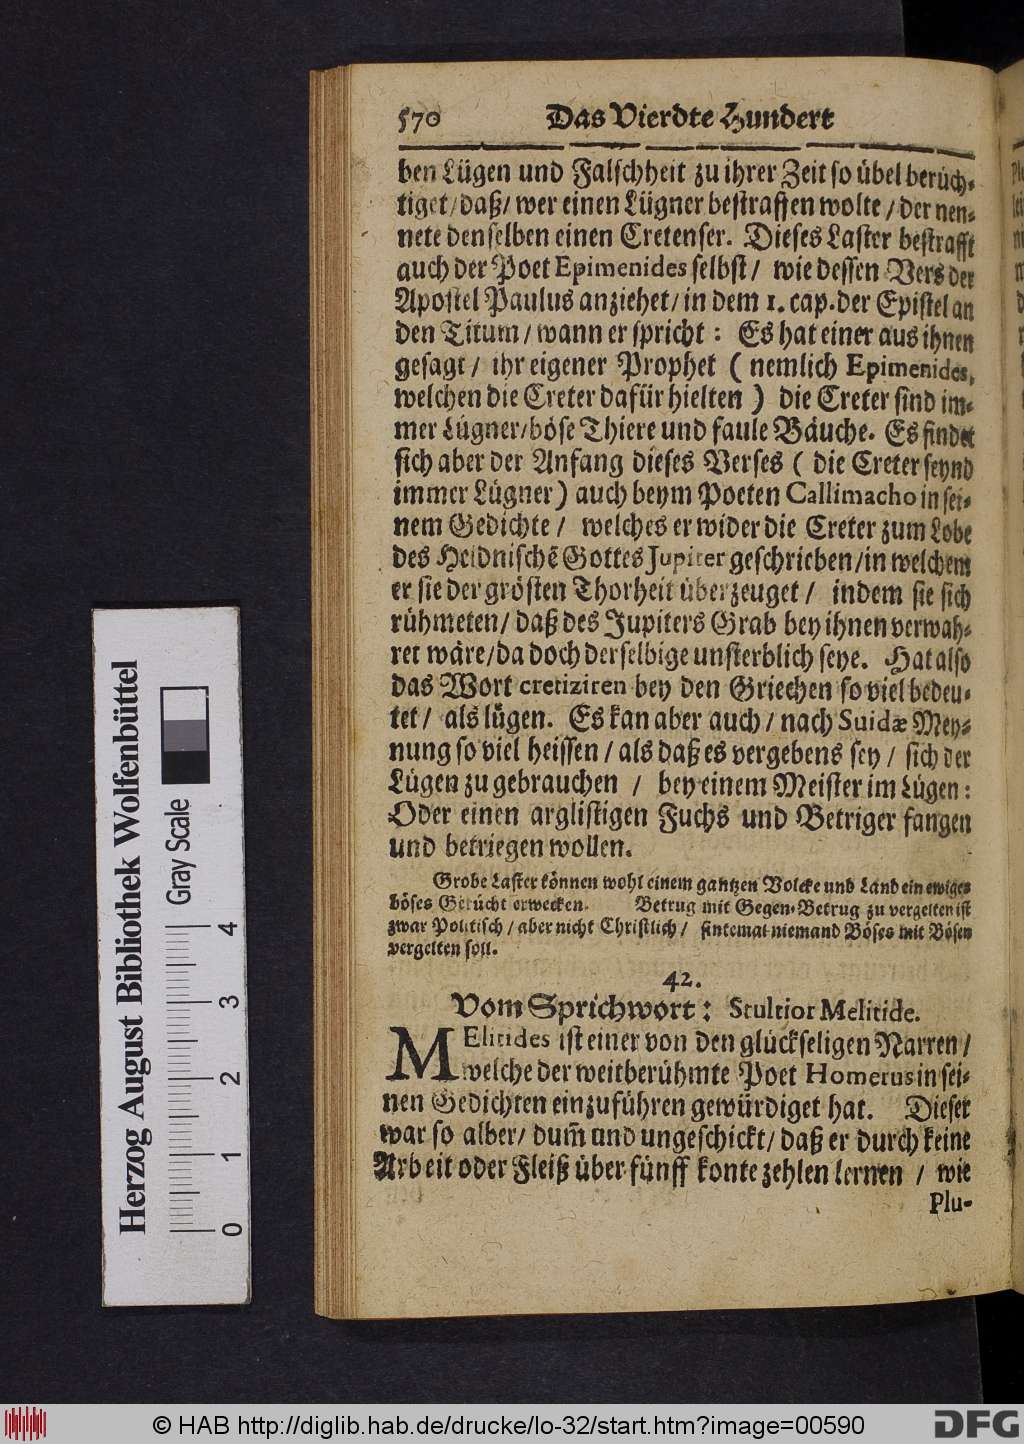 570 Das Vierdte Hundert
ben Lügen und Falschheit zu ihrer Zeit so übel berüch-
tiget/ daß/ wer einen Lügner bestraffen wolte / der nen-
nete denselben einen Cretenser. Dieses Laster bestrafft
auch der Poet Epimenides selbst / wie dessen Vers der
Apostel Paulus anziehet / in dem 1. cap. der Epistel an
den Titum / wann er spricht : Es hat einer aus ihnen
gesagt / ihr eigener Prophet ( nemlich Epimenides,
welchen die Creter dafür hielten ) die Creter sind im-
mer Lügner / böse Thiere und faule Bäuche. Es findet
sich aber der Anfang dieses Verses ( die Creter seynd
immer Lügner ) auch beym Poeten Callimacho in sei-
nem Gedichte / welches er wider die Creter zum Lobe
des Heidnischē Gottes Jupiter geschrieben / in welchem
er sie der grösten Thorheit überzeuget / indem sie sich
rühmeten / daß des Jupiters Grab bey ihnen verwah-
ret wäre / da doch derselbige unsterblich seye. Hat also
das Wort cretiziren bey den Griechen so viel bedeu-
tet / als lügen. Es kan aber auch / nach Suidæ Mey-
nung so viel heissen / als daß es vergebens sey / sich der
Lügen zu gebrauchen / bey einem Meister im Lügen :
Oder einen arglistigen Fuchs und Betriger fangen
und betriegen wollen.
Grobe Laster können wohl einem gantzen Volcke und Land ein ewiges
böses Gerücht erwecken. Betrug mit Gegen-Betrug zu vergelten ist
zwar Politisch / aber nicht Christlich / sintemal niemand Böses mit Bösen
vergelten soll.
42.
Vom Sprichwort : Stultior Melitide.
MElitides ist einer von den glückseligen Narren /
welche der weitberühmte Poet Homerus in sei-
nen Gedichten einzuführen gewürdiget hat. Dieser
war so alber / dum̄ und ungeschickt / daß er durch keine
Arbeit oder Fleiß über fünff konte zehlen lernen / wie
Plu-
Herzog August Bibliothek Wolfenbüttel
Gray Scale
0 1 2 3 4
© HAB http://diglib.hab.de/drucke/lo-32/start.htm?image=00590
DFG